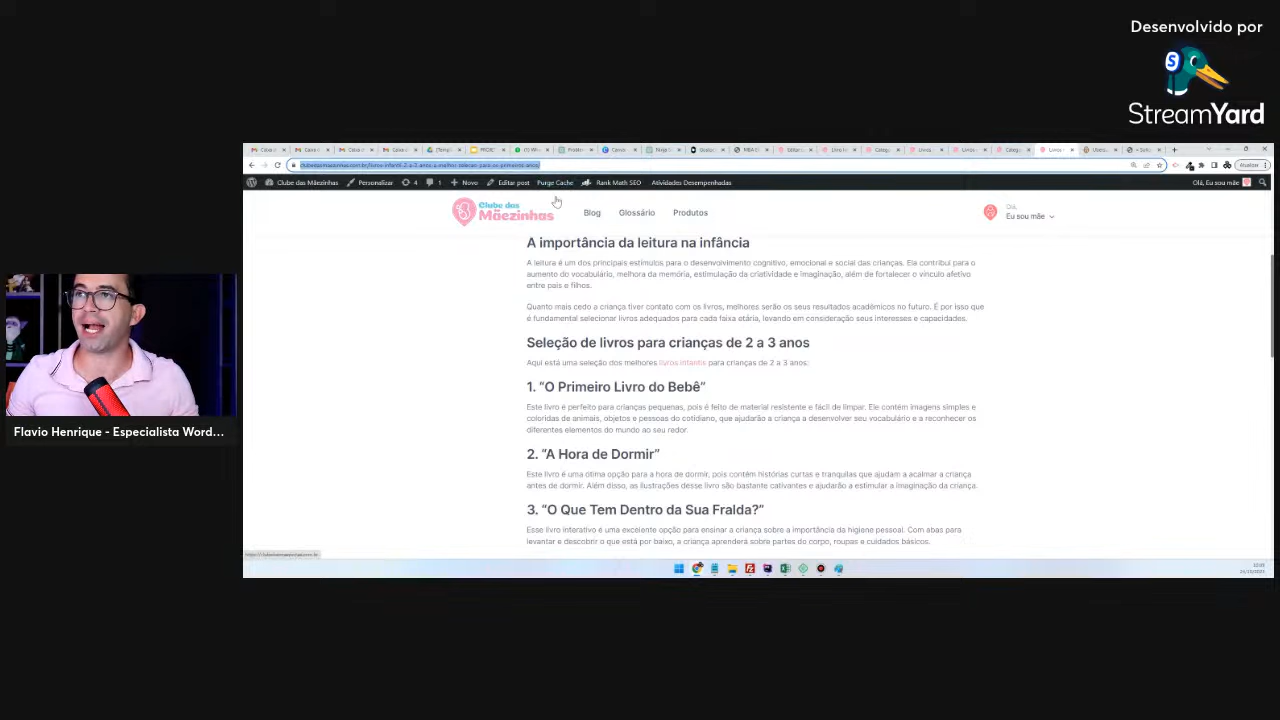 Desenvolvido por
StreamYard
Clube das Mãezinhas
Personalizar
4
1
Novo
Editar post
Purge Cache
Rank Math SEO
Atividades Desempenhadas
Olá, Eu sou mãe
Clube das
Mãezinhas
Blog
Glossário
Produtos
Olá,
Eu sou mãe
A importância da leitura na infância
A leitura é um dos principais estímulos para o desenvolvimento cognitivo, emocional e social das crianças. Ela contribui para o
aumento do vocabulário, melhora da memória, estimulação da criatividade e imaginação, além de fortalecer o vínculo afetivo
entre pais e filhos.
Quanto mais cedo a criança tiver contato com os livros, melhores serão os seus resultados acadêmicos no futuro. É por isso que
é fundamental selecionar livros adequados para cada faixa etária, levando em consideração seus interesses e capacidades.
Seleção de livros para crianças de 2 a 3 anos
Aqui está uma seleção dos melhores livros infantis para crianças de 2 a 3 anos:
1. “O Primeiro Livro do Bebê”
Este livro é perfeito para crianças pequenas, pois é feito de material resistente e fácil de limpar. Ele contém imagens simples e
coloridas de animais, objetos e pessoas do cotidiano, que ajudarão a criança a desenvolver seu vocabulário e a reconhecer os
diferentes elementos do mundo ao seu redor.
2. “A Hora de Dormir”
Este livro é uma ótima opção para a hora de dormir, pois contém histórias curtas e tranquilas que ajudam a acalmar a criança
antes de dormir. Além disso, as ilustrações desse livro são bastante cativantes e ajudarão a estimular a imaginação da criança.
3. “O Que Tem Dentro da Sua Fralda?”
Esse livro interativo é uma excelente opção para ensinar a criança sobre a importância da higiene pessoal. Com abas para
levantar e descobrir o que está por baixo, a criança aprenderá sobre partes do corpo, roupas e cuidados básicos.
Flavio Henrique - Especialista Word...